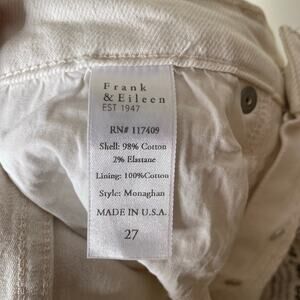 Frank
& Eileen
EST 1947
RN# 117409
Shell: 98% Cotton
2% Elastane
Lining: 100%Cotton
Style: Monaghan
MADE IN U.S.A.
27